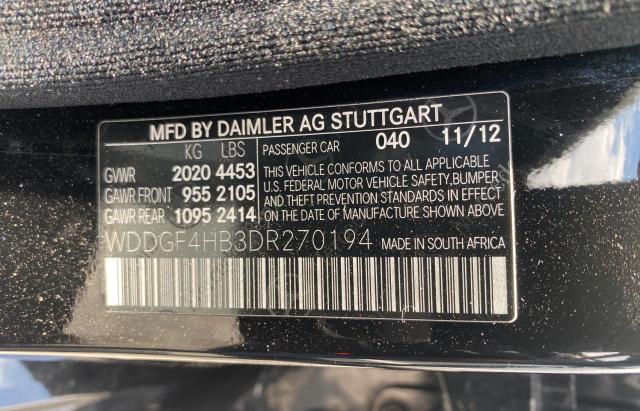 MFD BY DAIMLER AG STUTTGART
KG LBS PASSENGER CAR 040 11/12
GVWR 2020 4453
GAWR FRONT 955 2105
GAWR REAR 1095 2414
THIS VEHICLE CONFORMS TO ALL APPLICABLE
U.S. FEDERAL MOTOR VEHICLE SAFETY,BUMPER
AND THEFT PREVENTION STANDARDS IN EFFECT
ON THE DATE OF MANUFACTURE SHOWN ABOVE.
WDDGF4HB3DR270194 MADE IN SOUTH AFRICA